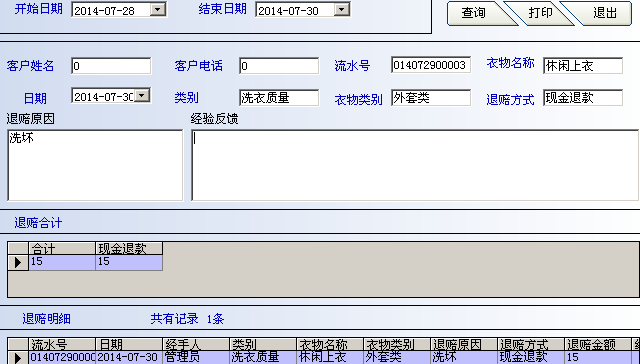 开始日期 2014-07-28 结束日期 2014-07-30 查询 打印 退出
客户姓名 0 客户电话 0 流水号 014072900003 衣物名称 休闲上衣
日期 2014-07-30 类别 洗衣质量 衣物类别 外套类 退赔方式 现金退款
退赔原因 经验反馈
洗坏
退赔合计
合计 现金退款
15 15
退赔明细 共有记录 1条
流水号 日期 经手人 类别 衣物名称 衣物类别 退赔原因 退赔方式 退赔金额
01407290000 2014-07-30 管理员 洗衣质量 休闲上衣 外套类 洗坏 现金退款 15